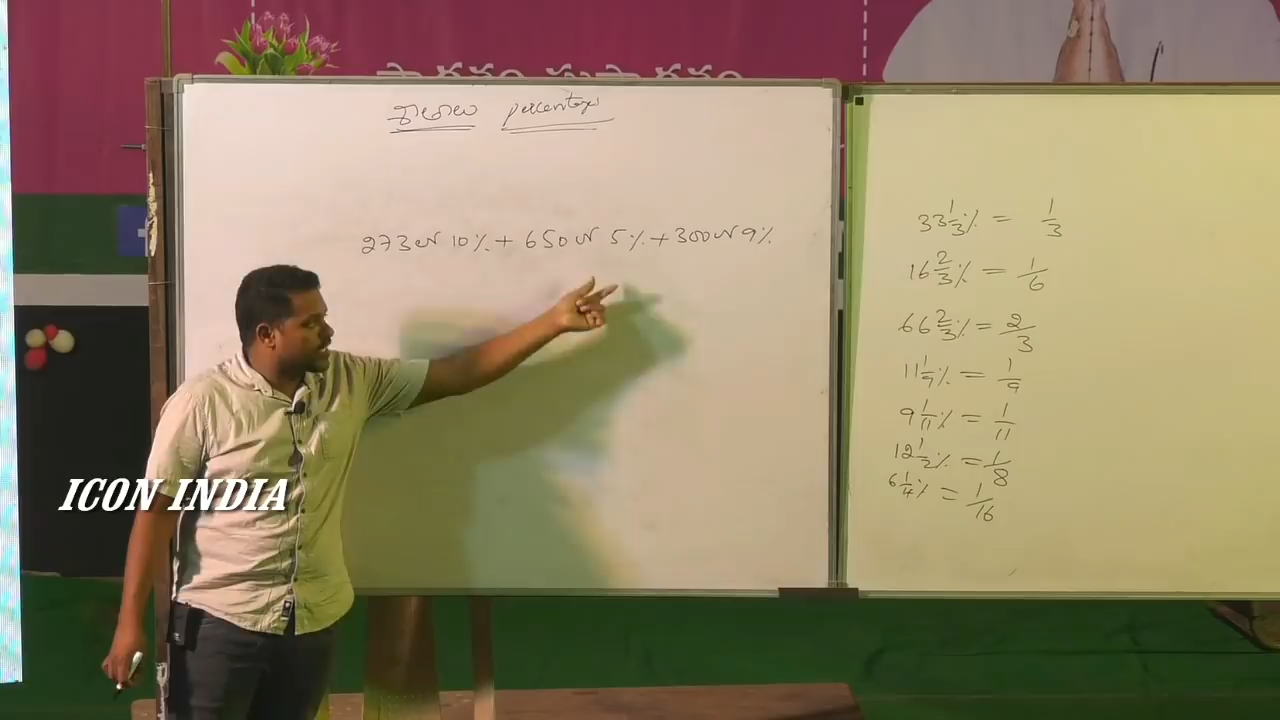 శాతాలు percentages
273లో 10% + 650లో 5% + 300లో 9%
33 1/3% = 1/3
16 2/3% = 1/6
66 2/3% = 2/3
11 1/9% = 1/9
9 1/11% = 1/11
12 1/2% = 1/8
6 1/4% = 1/16
ICON INDIA